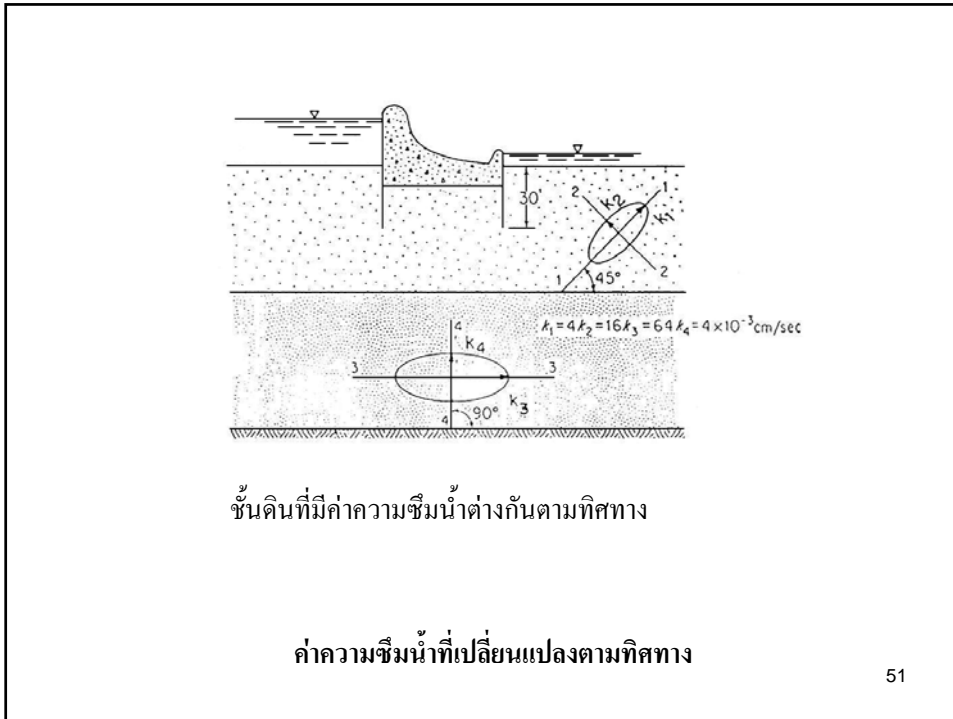 30'
2
1
k2
k1
1
45°
2
k₁=4k₂=16k₃=64k₄=4×10⁻³cm/sec
4
k4
3
3
k3
4
90°
ชั้นดินที่มีค่าความซึมน้ำต่างกันตามทิศทาง
ค่าความซึมน้ำที่เปลี่ยนแปลงตามทิศทาง
51